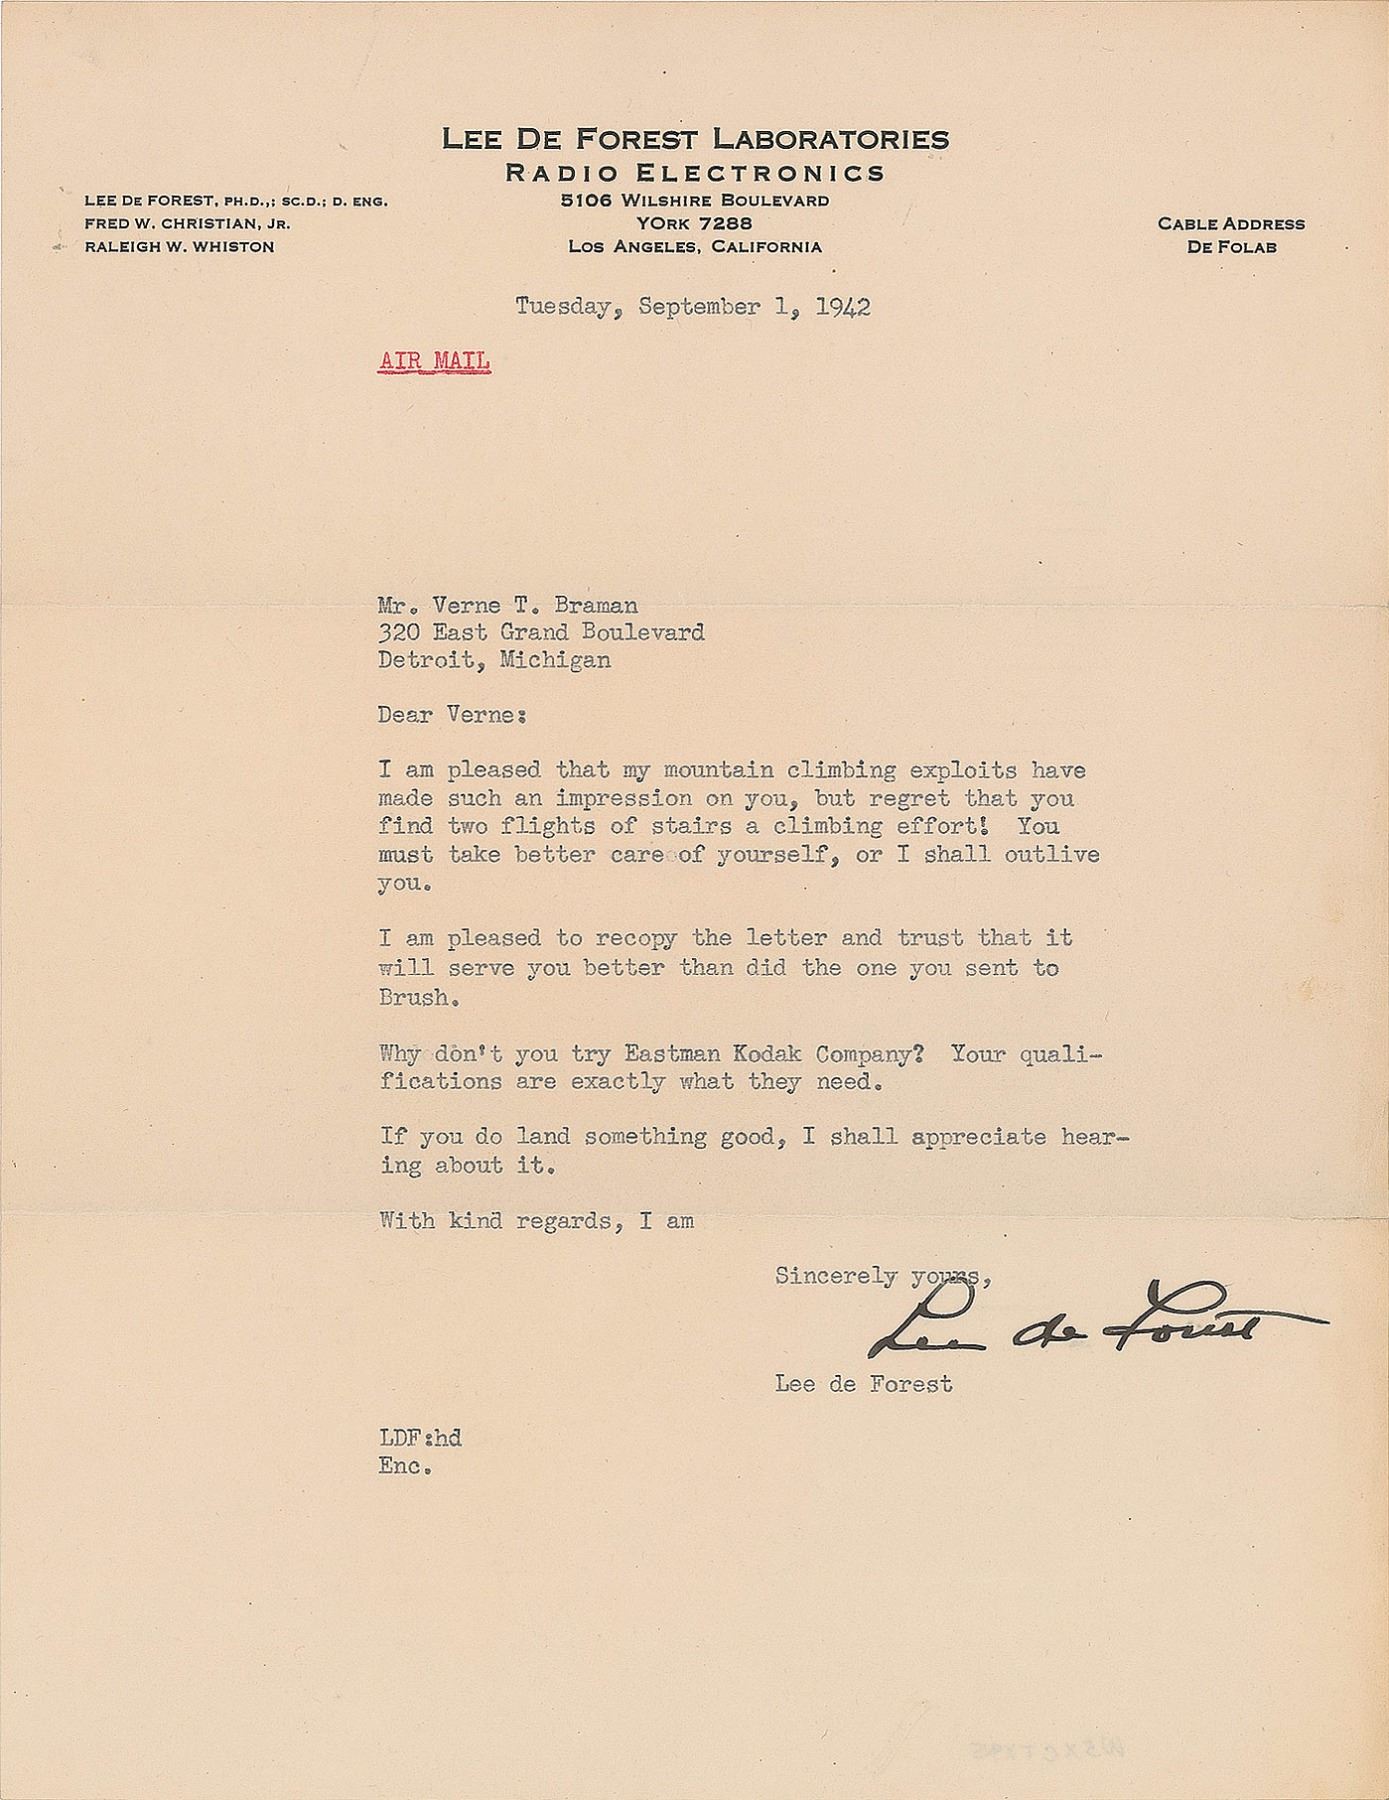 LEE DE FOREST LABORATORIES
RADIO ELECTRONICS
LEE DE FOREST, PH.D.,; SC.D.; D. ENG.
FRED W. CHRISTIAN, JR.
RALEIGH W. WHISTON
5106 WILSHIRE BOULEVARD
YORK 7288
LOS ANGELES, CALIFORNIA
CABLE ADDRESS
DE FOLAB
Tuesday, September 1, 1942
AIR MAIL
Mr. Verne T. Braman
320 East Grand Boulevard
Detroit, Michigan
Dear Verne:
I am pleased that my mountain climbing exploits have
made such an impression on you, but regret that you
find two flights of stairs a climbing effort! You
must take better care of yourself, or I shall outlive
you.
I am pleased to recopy the letter and trust that it
will serve you better than did the one you sent to
Brush.
Why don't you try Eastman Kodak Company? Your quali-
fications are exactly what they need.
If you do land something good, I shall appreciate hear-
ing about it.
With kind regards, I am
Sincerely yours,
Lee de Forest
Lee de Forest
LDF:hd
Enc.